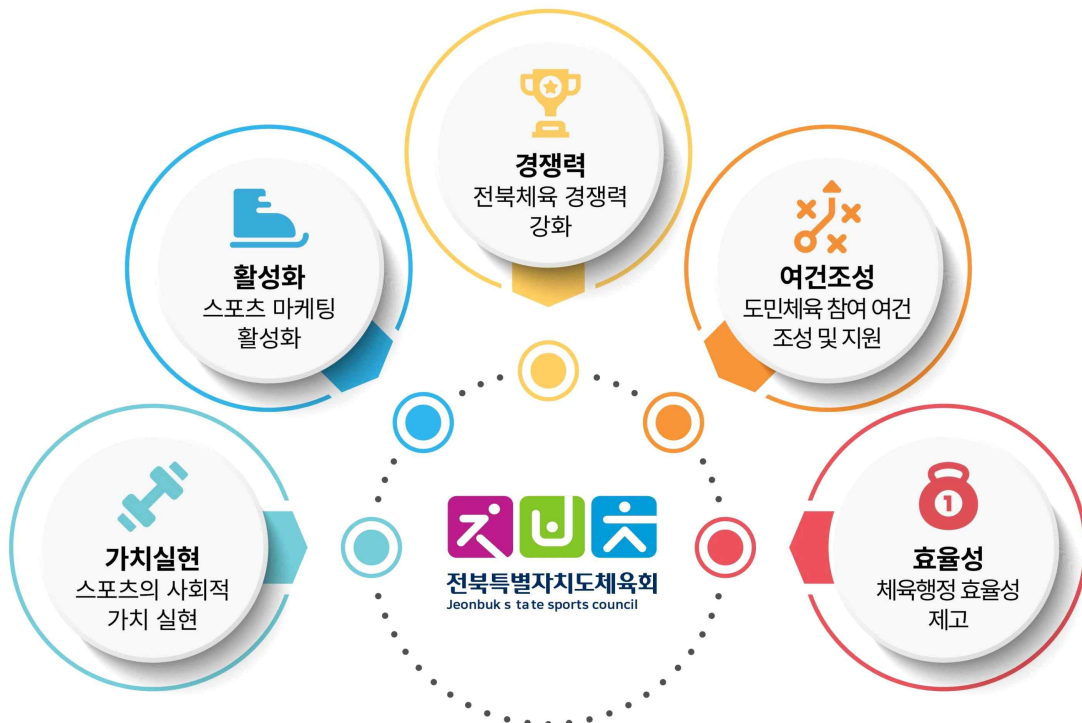 경쟁력
전북체육 경쟁력
강화
활성화
스포츠 마케팅
활성화
여건조성
도민체육 참여 여건
조성 및 지원
가치실현
스포츠의 사회적
가치 실현
1
효율성
체육행정 효율성
제고
전북특별자치도체육회
Jeonbuk s ta te sports council